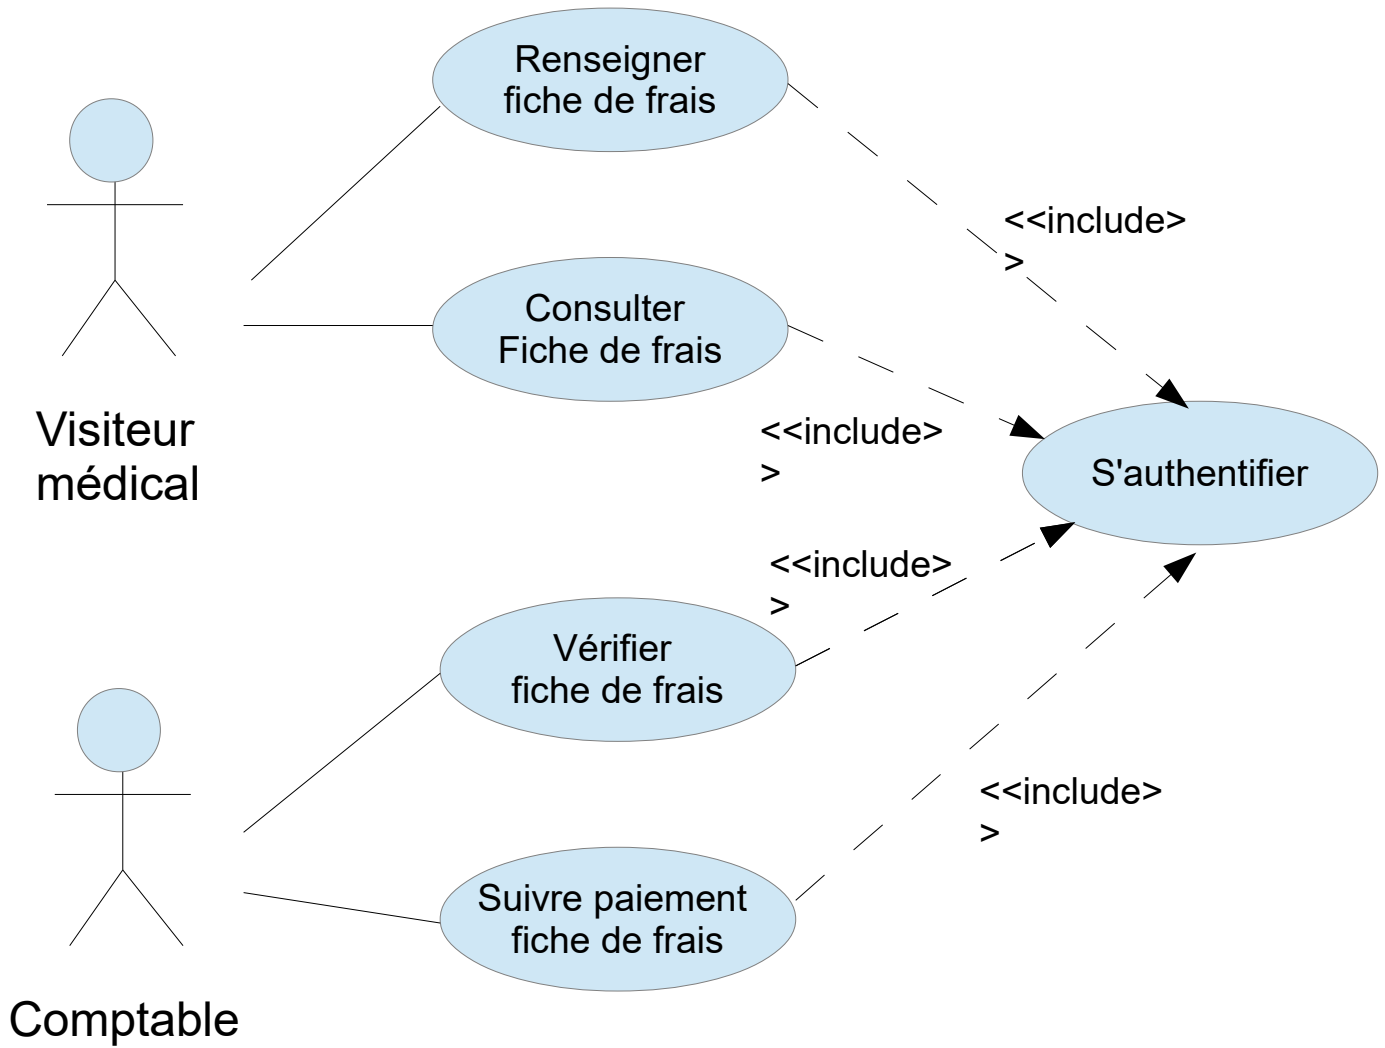 Renseigner
fiche de frais
<<include>
>
Consulter
Fiche de frais
Visiteur
médical
<<include>
>
S'authentifier
<<include>
>
Vérifier
fiche de frais
<<include>
>
Suivre paiement
fiche de frais
Comptable